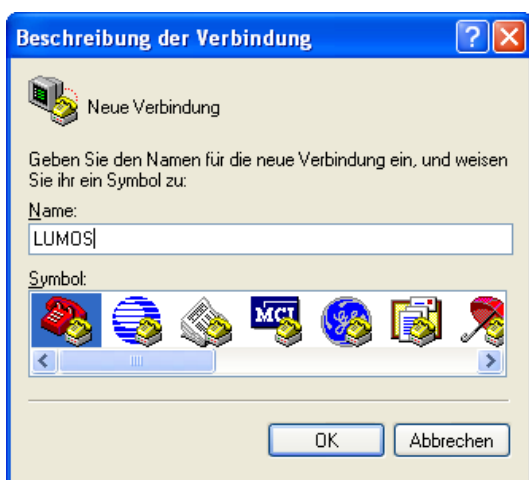 Beschreibung der Verbindung
Neue Verbindung
Geben Sie den Namen für die neue Verbindung ein, und weisen
Sie ihr ein Symbol zu:
Name:
LUMOS
Symbol:
MCI
OK Abbrechen